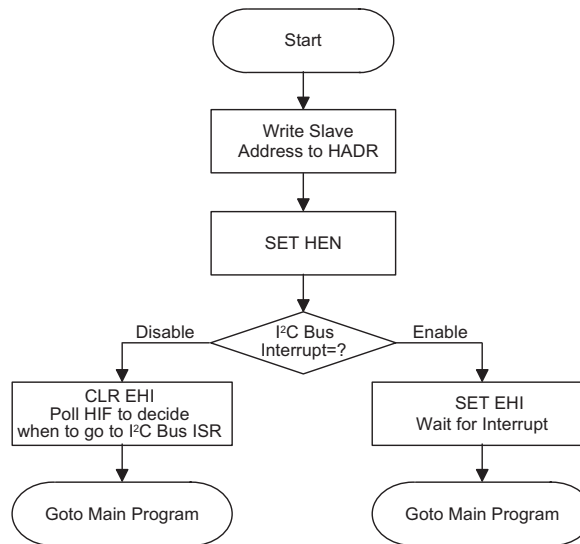 Start
Write Slave
Address to HADR
SET HEN
Disable
I²C Bus
Interrupt=?
Enable
CLR EHI
Poll HIF to decide
when to go to I²C Bus ISR
SET EHI
Wait for Interrupt
Goto Main Program
Goto Main Program